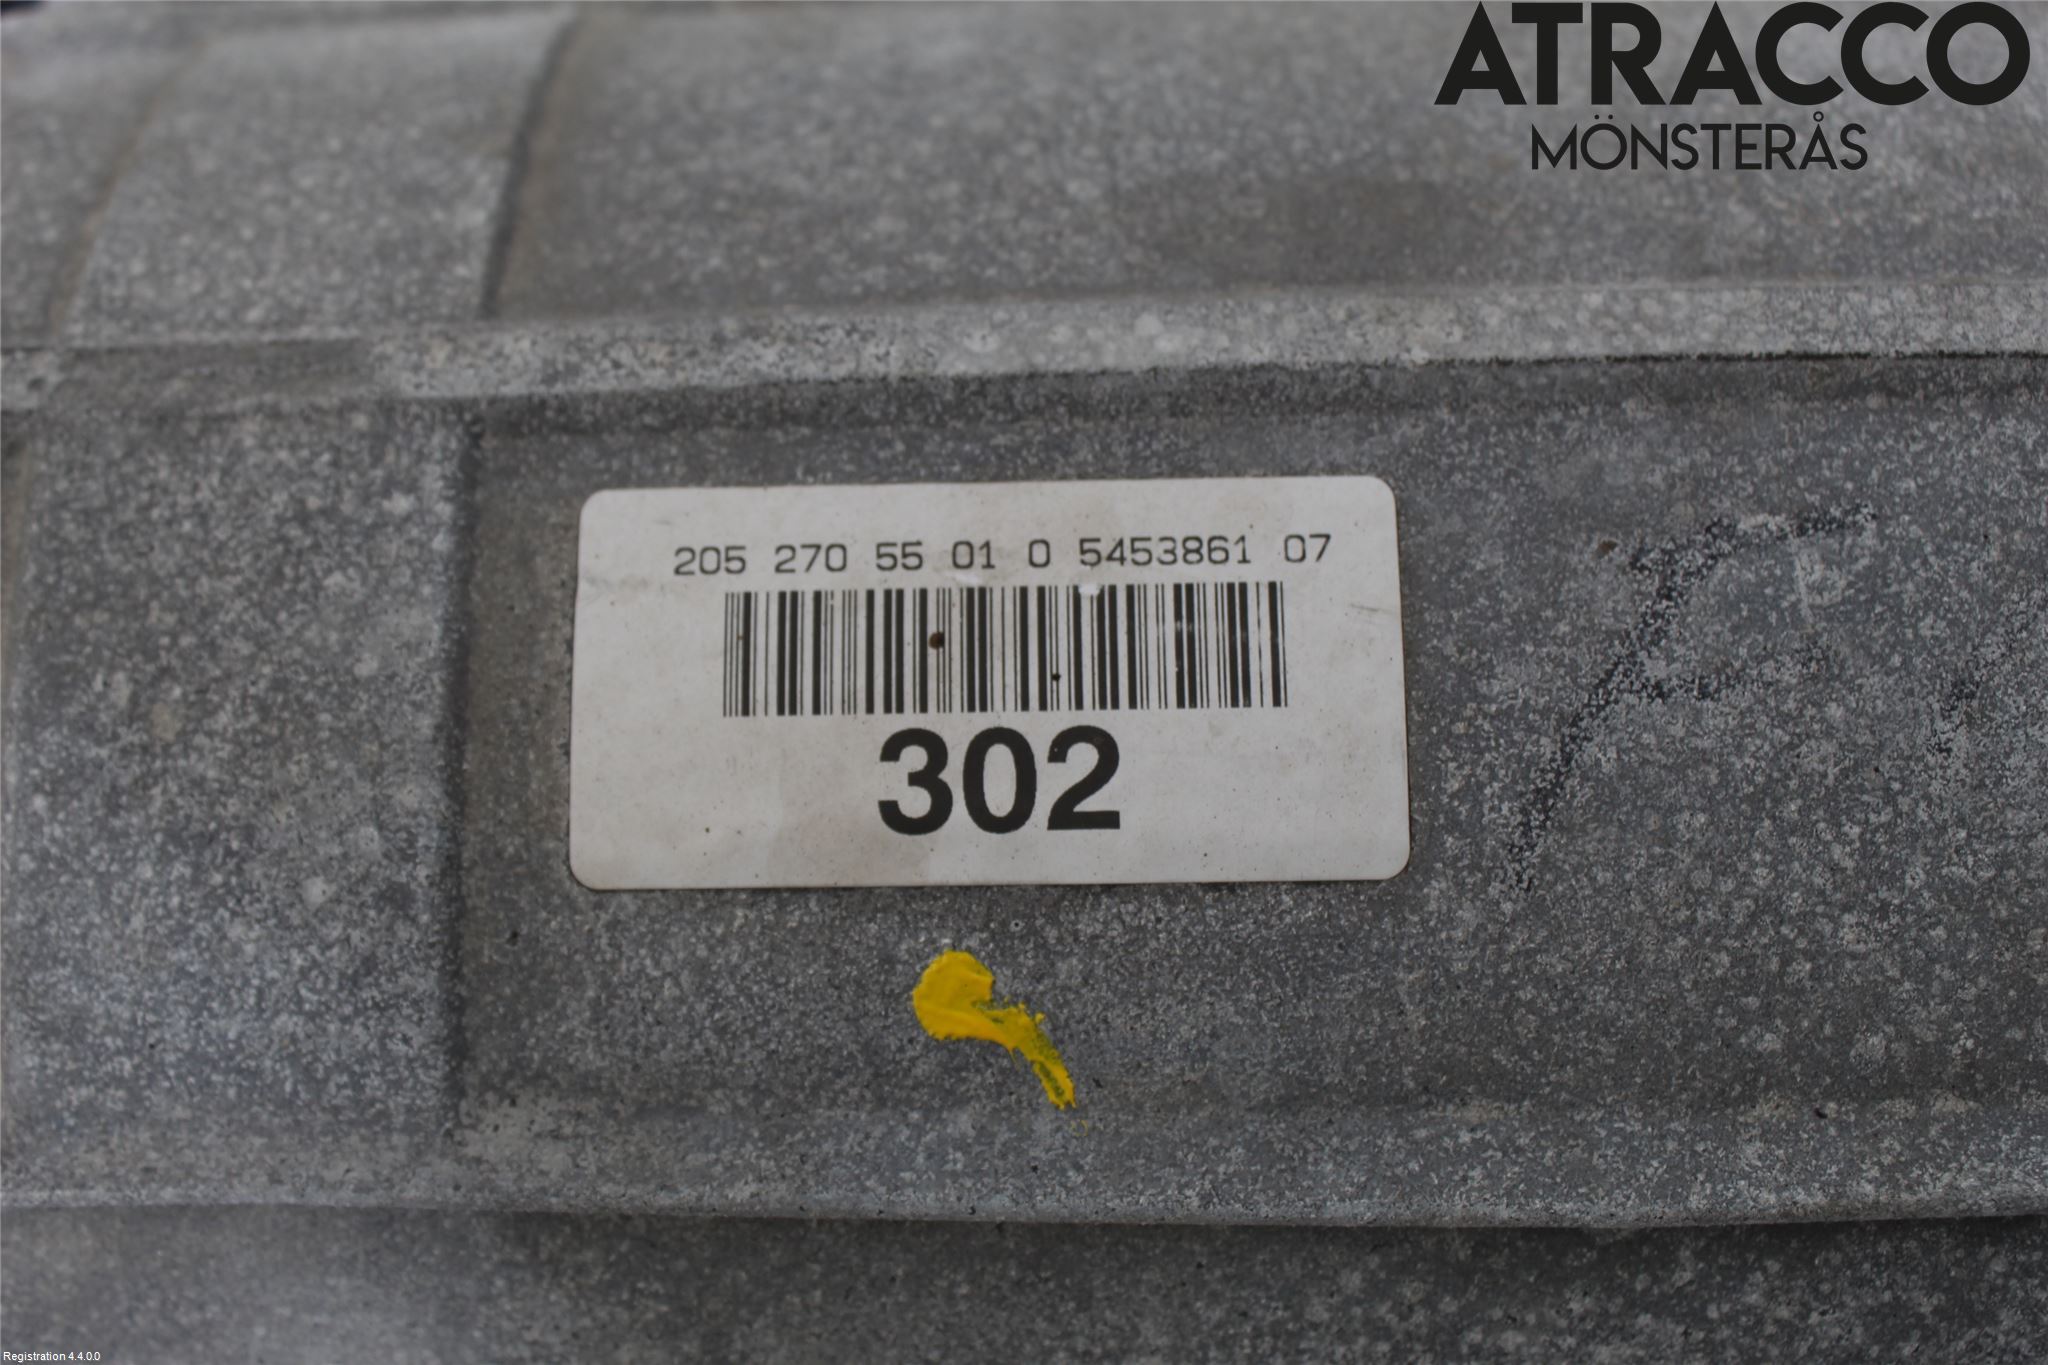 ATRACCO
MÖNSTERÅS
205 270 55 01 0 5453861 07
302
Registration 4.4.0.0